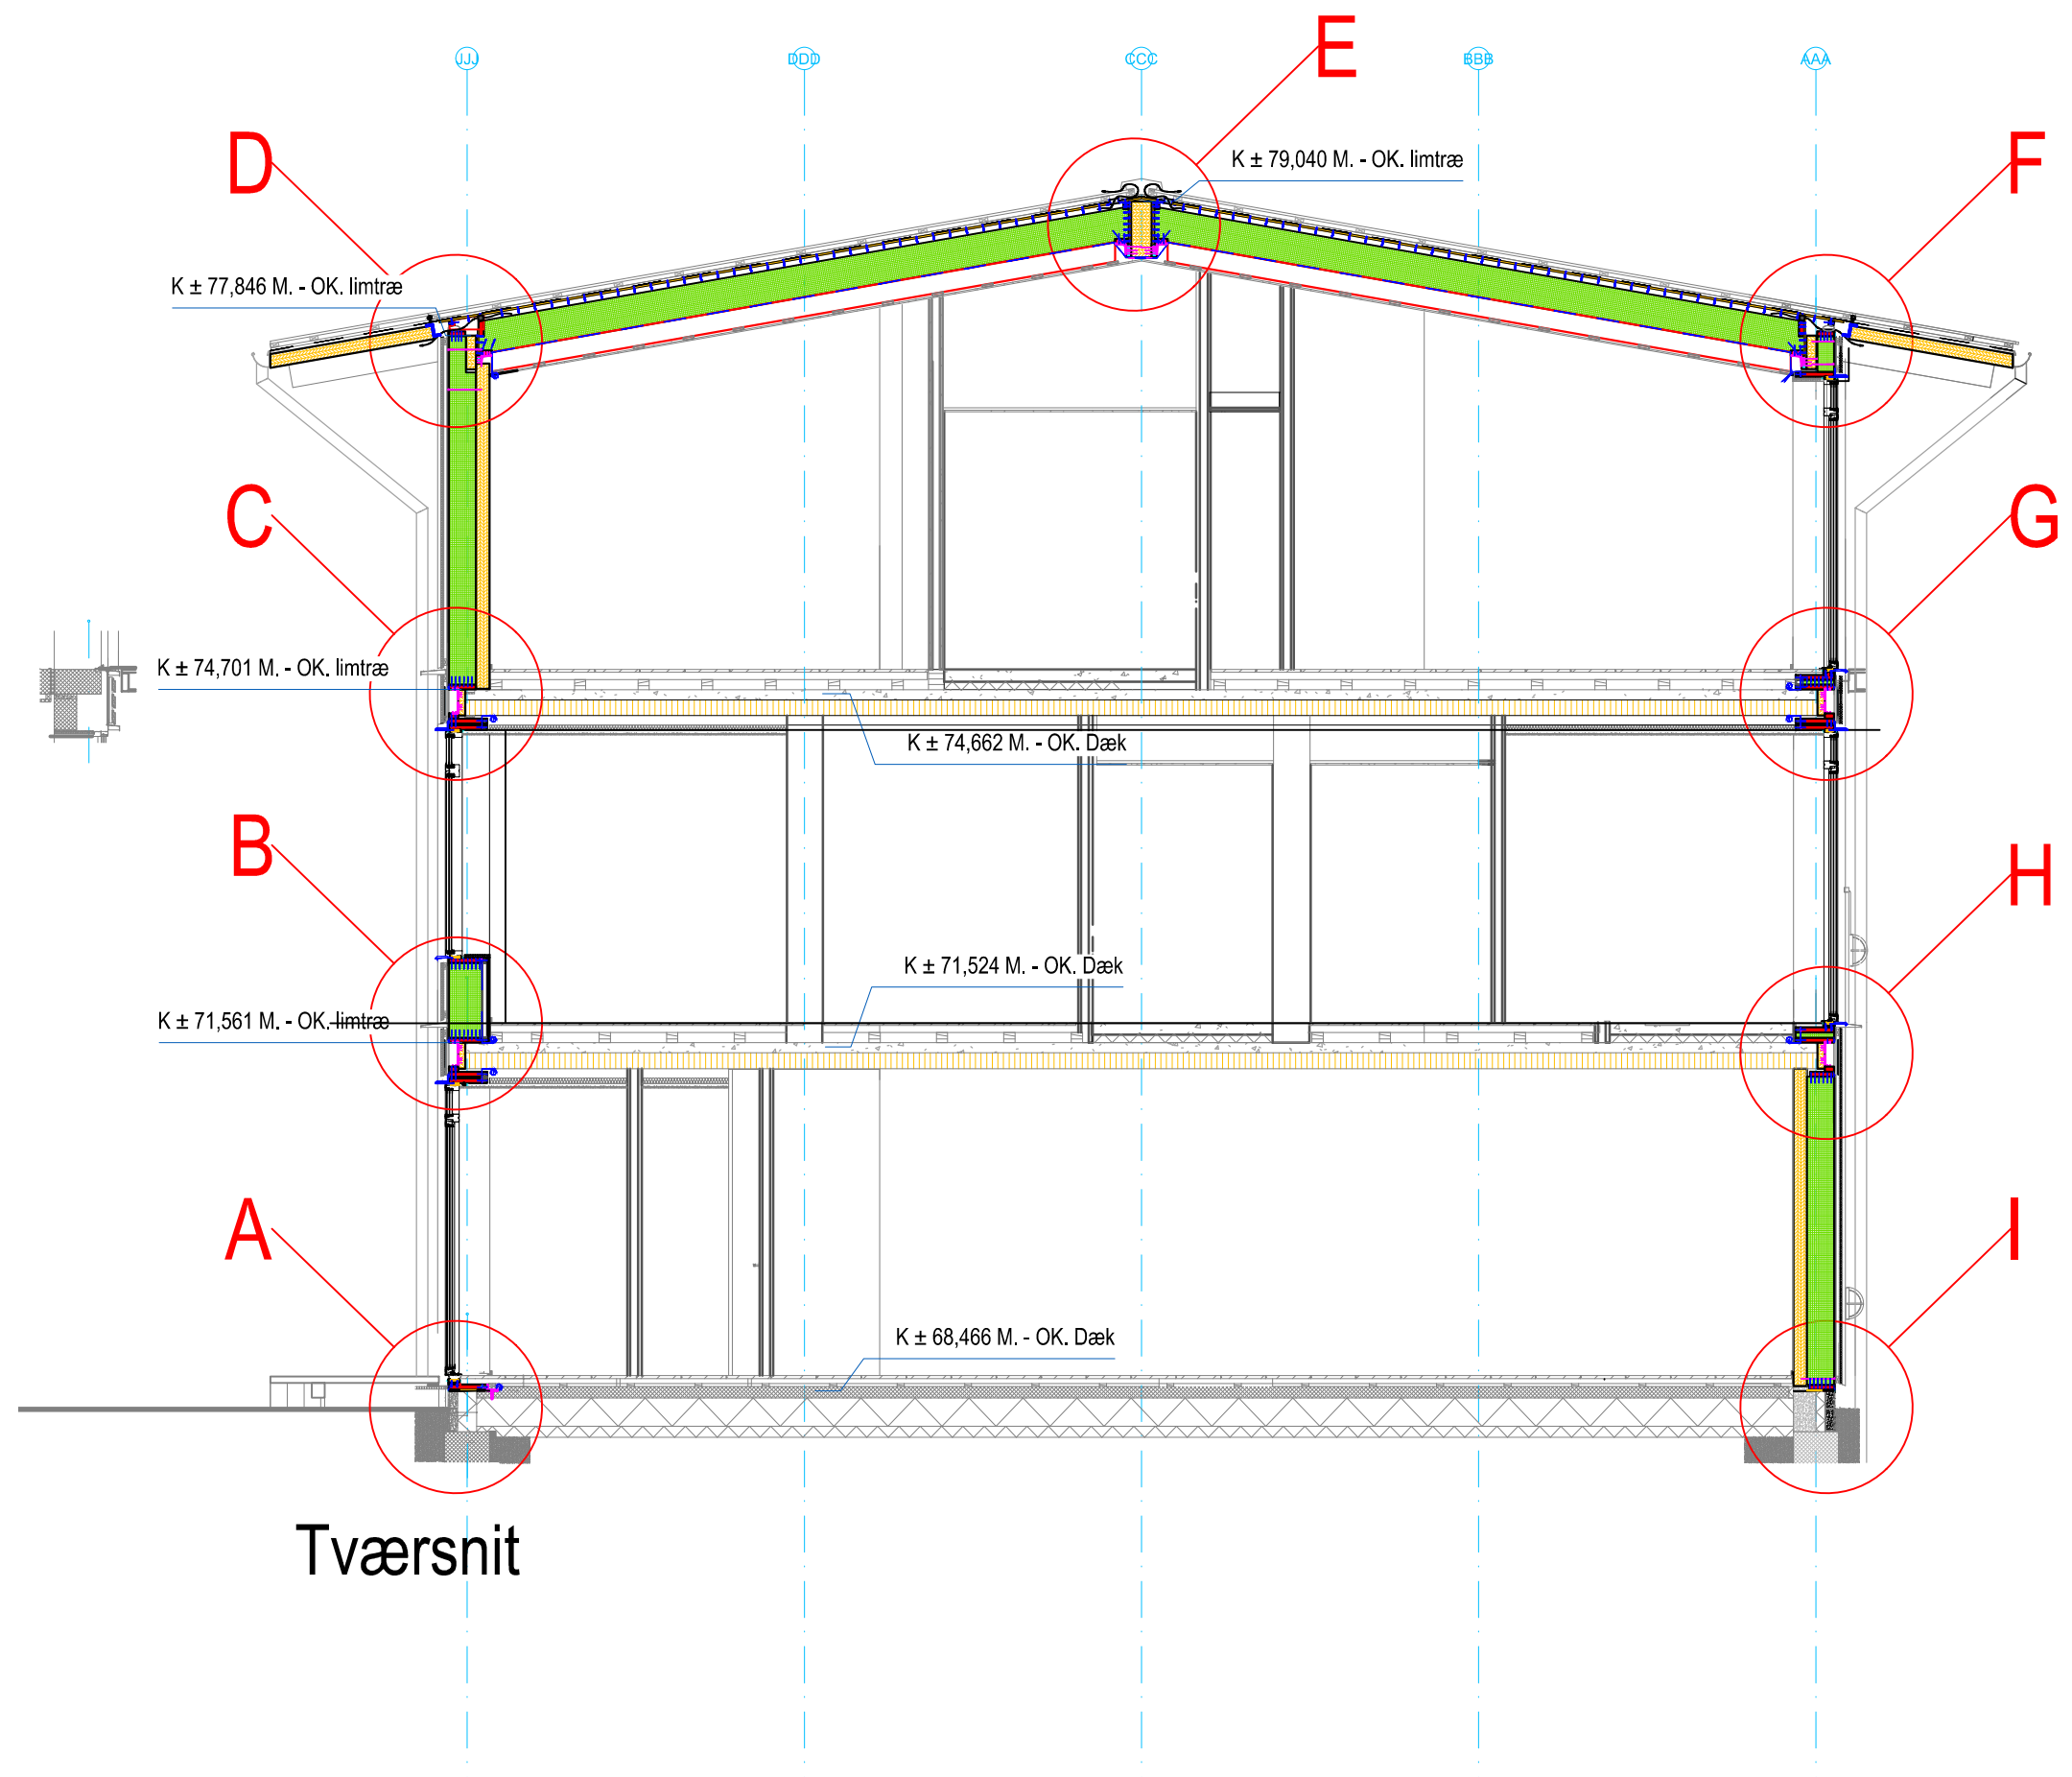 E
JJJ
DDD
CCC
BBB
AAA
D
K ± 79,040 M. - OK. limtræ
F
K ± 77,846 M. - OK. limtræ
C
G
K ± 74,701 M. - OK. limtræ
K ± 74,662 M. - OK. Dæk
B
H
K ± 71,524 M. - OK. Dæk
K ± 71,561 M. - OK. limtræ
A
I
K ± 68,466 M. - OK. Dæk
Tværsnit